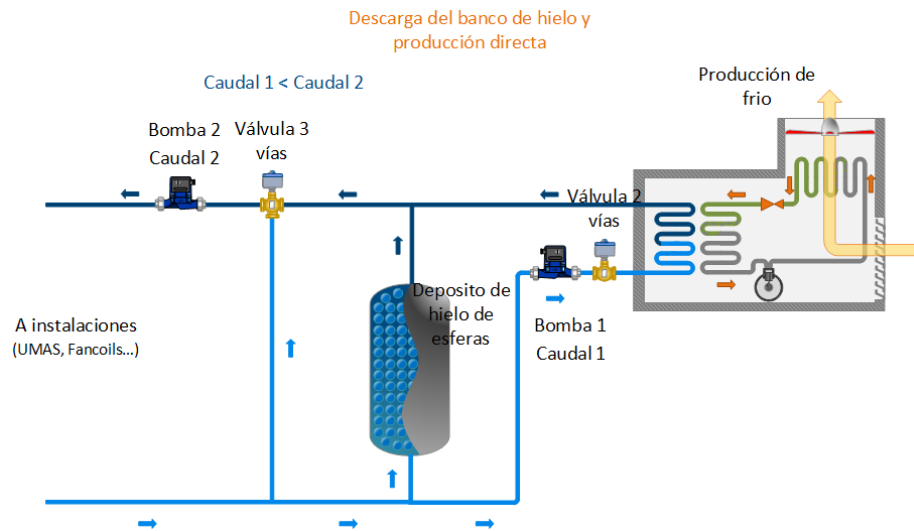 Descarga del banco de hielo y
producción directa
Caudal 1 < Caudal 2
Producción de
frio
Bomba 2
Caudal 2
Válvula 3
vías
Válvula 2
vías
Deposito de
hielo de
esferas
Bomba 1
Caudal 1
A instalaciones
(UMAS, Fancoils...)